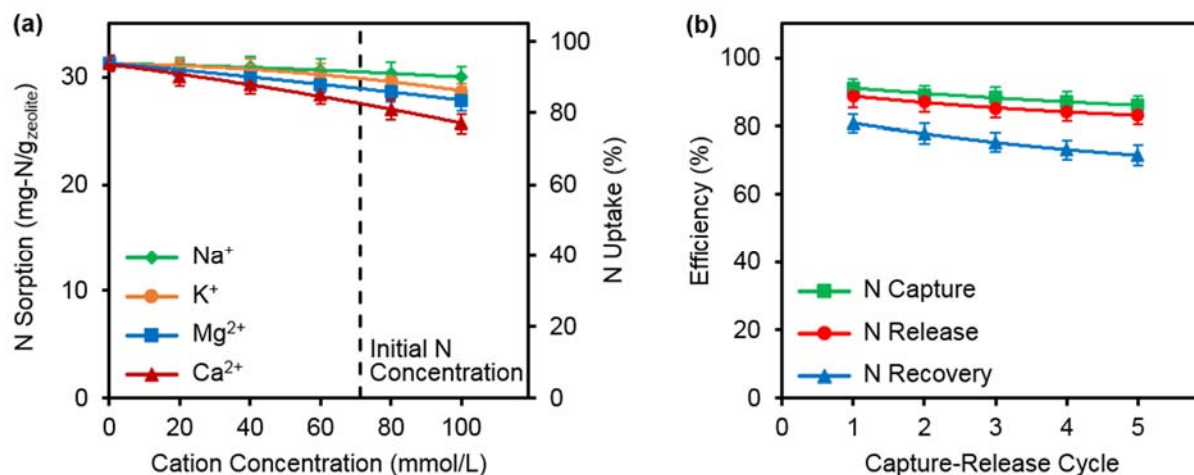 (a)
N Sorption (mg-N/g_zeolite)
30
20
10
0
Na⁺
K⁺
Mg²⁺
Ca²⁺
Initial N
Concentration
100
80
60
40
20
0
N Uptake (%)
0 20 40 60 80 100
Cation Concentration (mmol/L)
(b)
Efficiency (%)
100
80
60
40
20
0
N Capture
N Release
N Recovery
0 1 2 3 4 5
Capture-Release Cycle